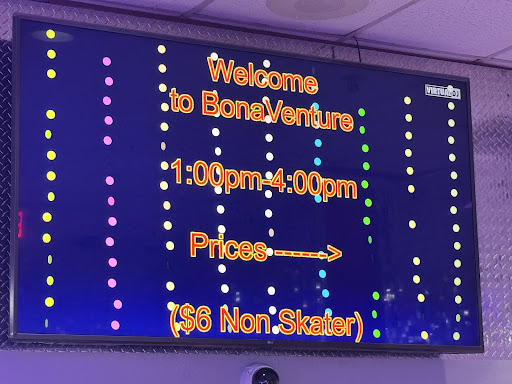 Welcome
to BonaVenture
1:00pm-4:00pm
Prices ------>
($6 Non Skater)